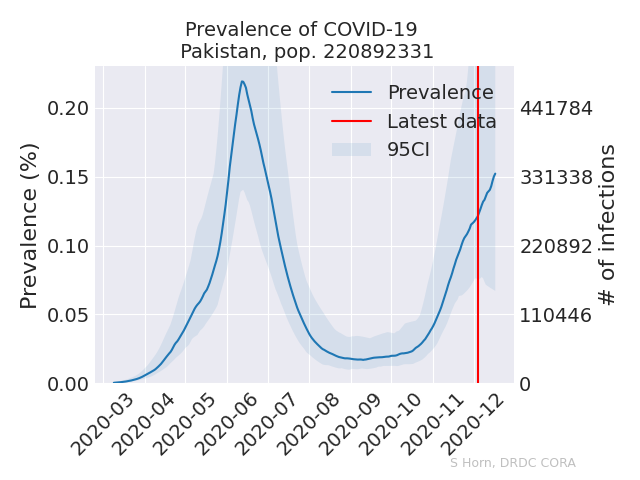 Prevalence of COVID-19
Pakistan, pop. 220892331
Prevalence
Latest data
95CI
Prevalence (%)
0.20
0.15
0.10
0.05
0.00
441784
331338
220892
110446
0
# of infections
2020-03
2020-04
2020-05
2020-06
2020-07
2020-08
2020-09
2020-10
2020-11
2020-12
S Horn, DRDC CORA